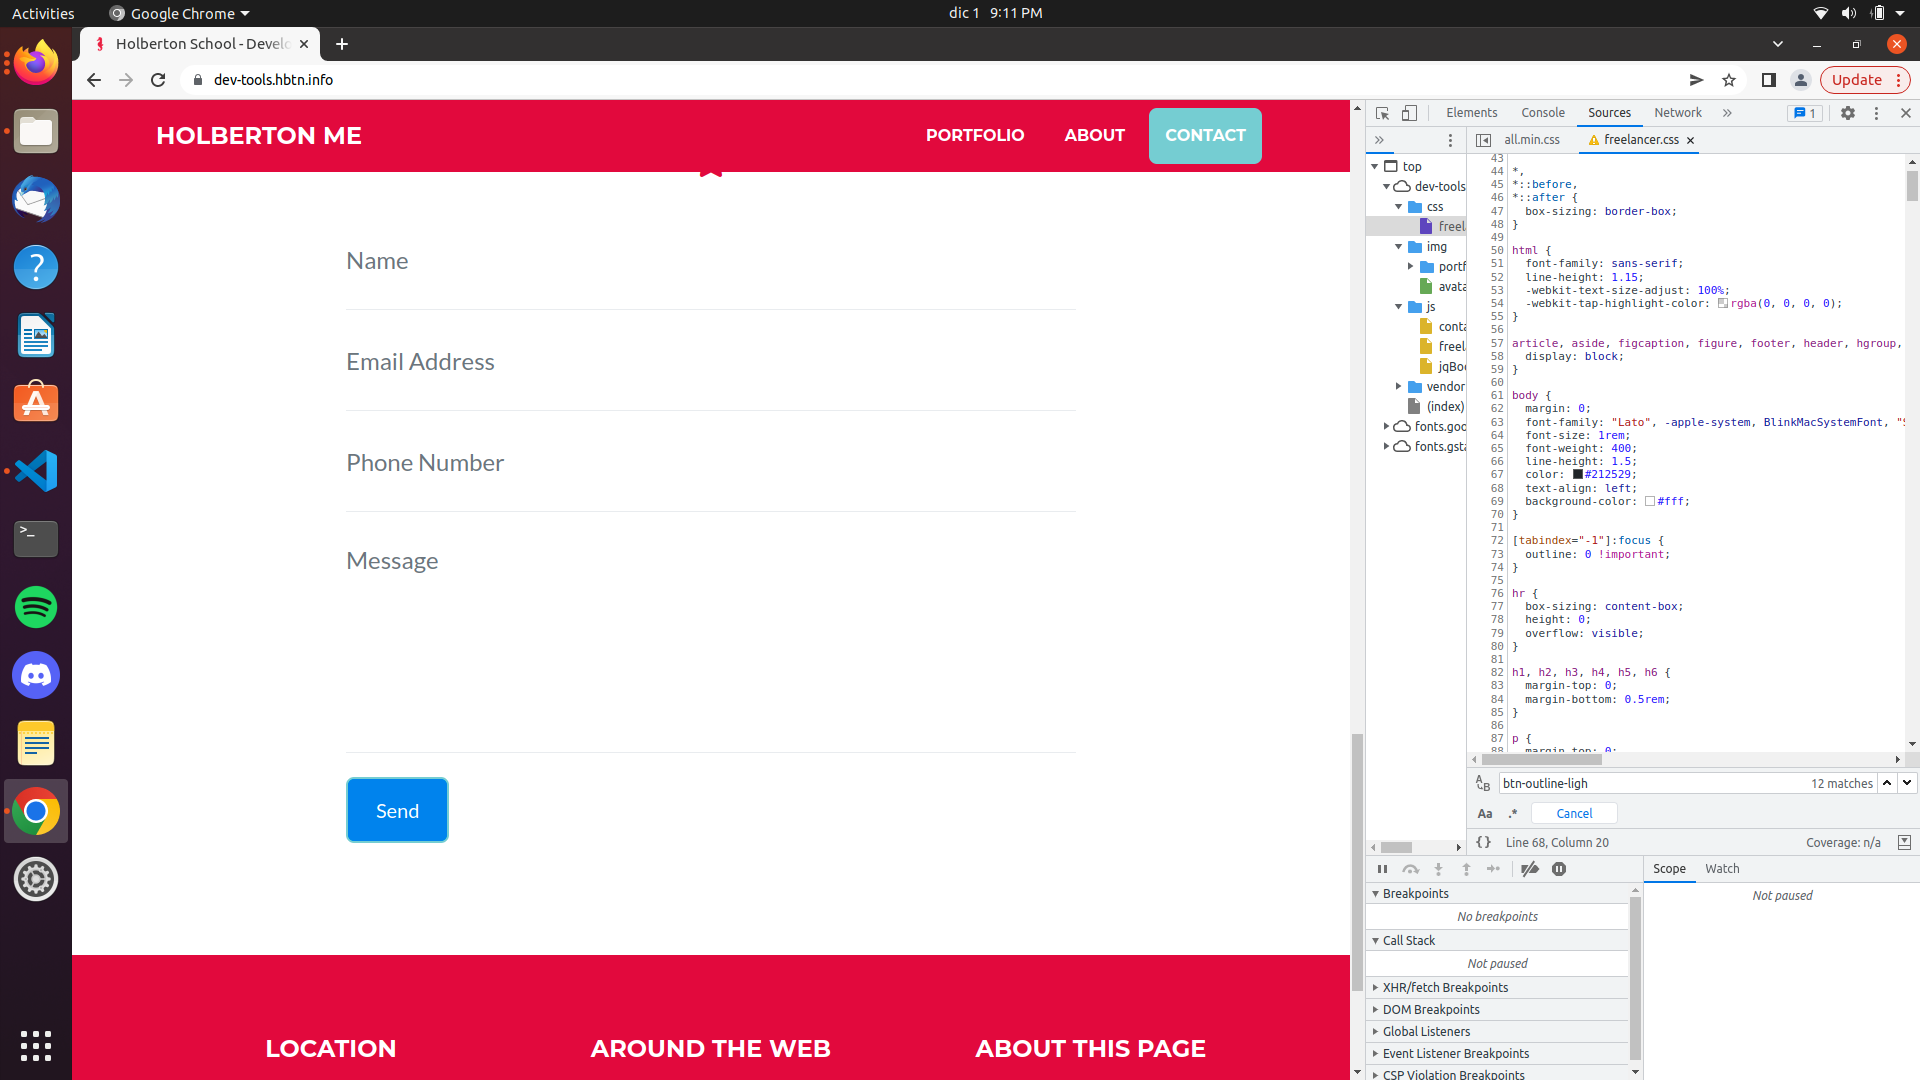 Activities
Google Chrome
dic 1 9:11 PM
Holberton School - Develo
dev-tools.hbtn.info
Update
HOLBERTON ME
PORTFOLIO
ABOUT
CONTACT
Name
Email Address
Phone Number
Message
Send
LOCATION
AROUND THE WEB
ABOUT THIS PAGE
Elements
Console
Sources
Network
1
all.min.css
freelancer.css
top
dev-tools
css
freel
img
portf
avata
js
conta
freel
jqBoo
vendor
(index)
fonts.goo
fonts.gsta
43
44 *,
45 *::before,
46 *::after {
47 box-sizing: border-box;
48 }
49
50 html {
51 font-family: sans-serif;
52 line-height: 1.15;
53 -webkit-text-size-adjust: 100%;
54 -webkit-tap-highlight-color: rgba(0, 0, 0, 0);
55 }
56
57 article, aside, figcaption, figure, footer, header, hgroup,
58 display: block;
59 }
60
61 body {
62 margin: 0;
63 font-family: "Lato", -apple-system, BlinkMacSystemFont, "S
64 font-size: 1rem;
65 font-weight: 400;
66 line-height: 1.5;
67 color: #212529;
68 text-align: left;
69 background-color: #fff;
70 }
71
72 [tabindex="-1"]:focus {
73 outline: 0 !important;
74 }
75
76 hr {
77 box-sizing: content-box;
78 height: 0;
79 overflow: visible;
80 }
81
82 h1, h2, h3, h4, h5, h6 {
83 margin-top: 0;
84 margin-bottom: 0.5rem;
85 }
86
87 p {
88 margin-top: 0;
btn-outline-ligh
12 matches
Aa
.*
Cancel
{}
Line 68, Column 20
Coverage: n/a
Breakpoints
No breakpoints
Call Stack
Not paused
XHR/fetch Breakpoints
DOM Breakpoints
Global Listeners
Event Listener Breakpoints
CSP Violation Breakpoints
Scope
Watch
Not paused